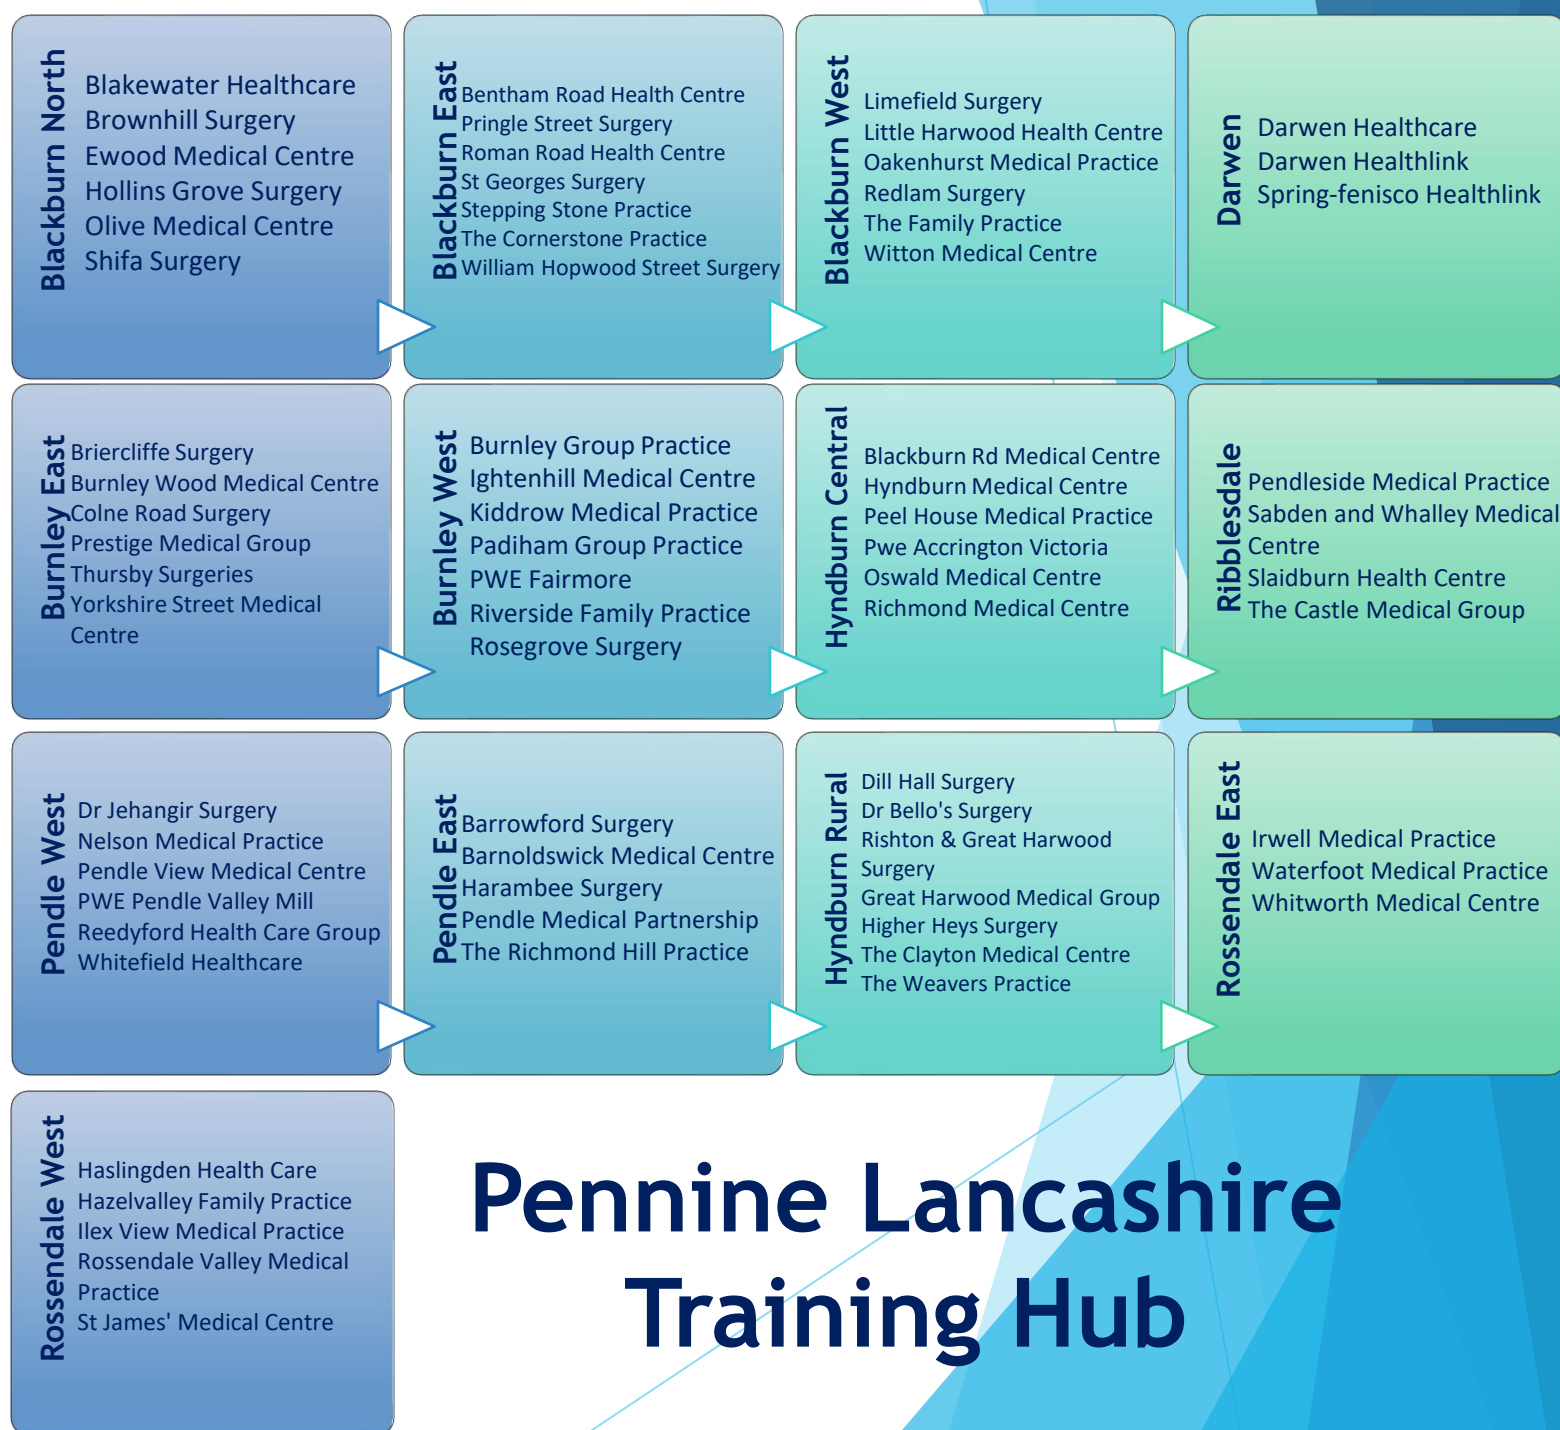 Blackburn North
Blakewater Healthcare
Brownhill Surgery
Ewood Medical Centre
Hollins Grove Surgery
Olive Medical Centre
Shifa Surgery
Blackburn East
Bentham Road Health Centre
Pringle Street Surgery
Roman Road Health Centre
St Georges Surgery
Stepping Stone Practice
The Cornerstone Practice
William Hopwood Street Surgery
Blackburn West
Limefield Surgery
Little Harwood Health Centre
Oakenhurst Medical Practice
Redlam Surgery
The Family Practice
Witton Medical Centre
Darwen
Darwen Healthcare
Darwen Healthlink
Spring-fenisco Healthlink
Burnley East
Briercliffe Surgery
Burnley Wood Medical Centre
Colne Road Surgery
Prestige Medical Group
Thursby Surgeries
Yorkshire Street Medical
Centre
Burnley West
Burnley Group Practice
Ightenhill Medical Centre
Kiddrow Medical Practice
Padiham Group Practice
PWE Fairmore
Riverside Family Practice
Rosegrove Surgery
Hyndburn Central
Blackburn Rd Medical Centre
Hyndburn Medical Centre
Peel House Medical Practice
Pwe Accrington Victoria
Oswald Medical Centre
Richmond Medical Centre
Ribblesdale
Pendleside Medical Practice
Sabden and Whalley Medical
Centre
Slaidburn Health Centre
The Castle Medical Group
Pendle West
Dr Jehangir Surgery
Nelson Medical Practice
Pendle View Medical Centre
PWE Pendle Valley Mill
Reedyford Health Care Group
Whitefield Healthcare
Pendle East
Barrowford Surgery
Barnoldswick Medical Centre
Harambee Surgery
Pendle Medical Partnership
The Richmond Hill Practice
Hyndburn Rural
Dill Hall Surgery
Dr Bello's Surgery
Rishton & Great Harwood
Surgery
Great Harwood Medical Group
Higher Heys Surgery
The Clayton Medical Centre
The Weavers Practice
Rossendale East
Irwell Medical Practice
Waterfoot Medical Practice
Whitworth Medical Centre
Rossendale West
Haslingden Health Care
Hazelvalley Family Practice
Ilex View Medical Practice
Rossendale Valley Medical
Practice
St James' Medical Centre
Pennine Lancashire
Training Hub